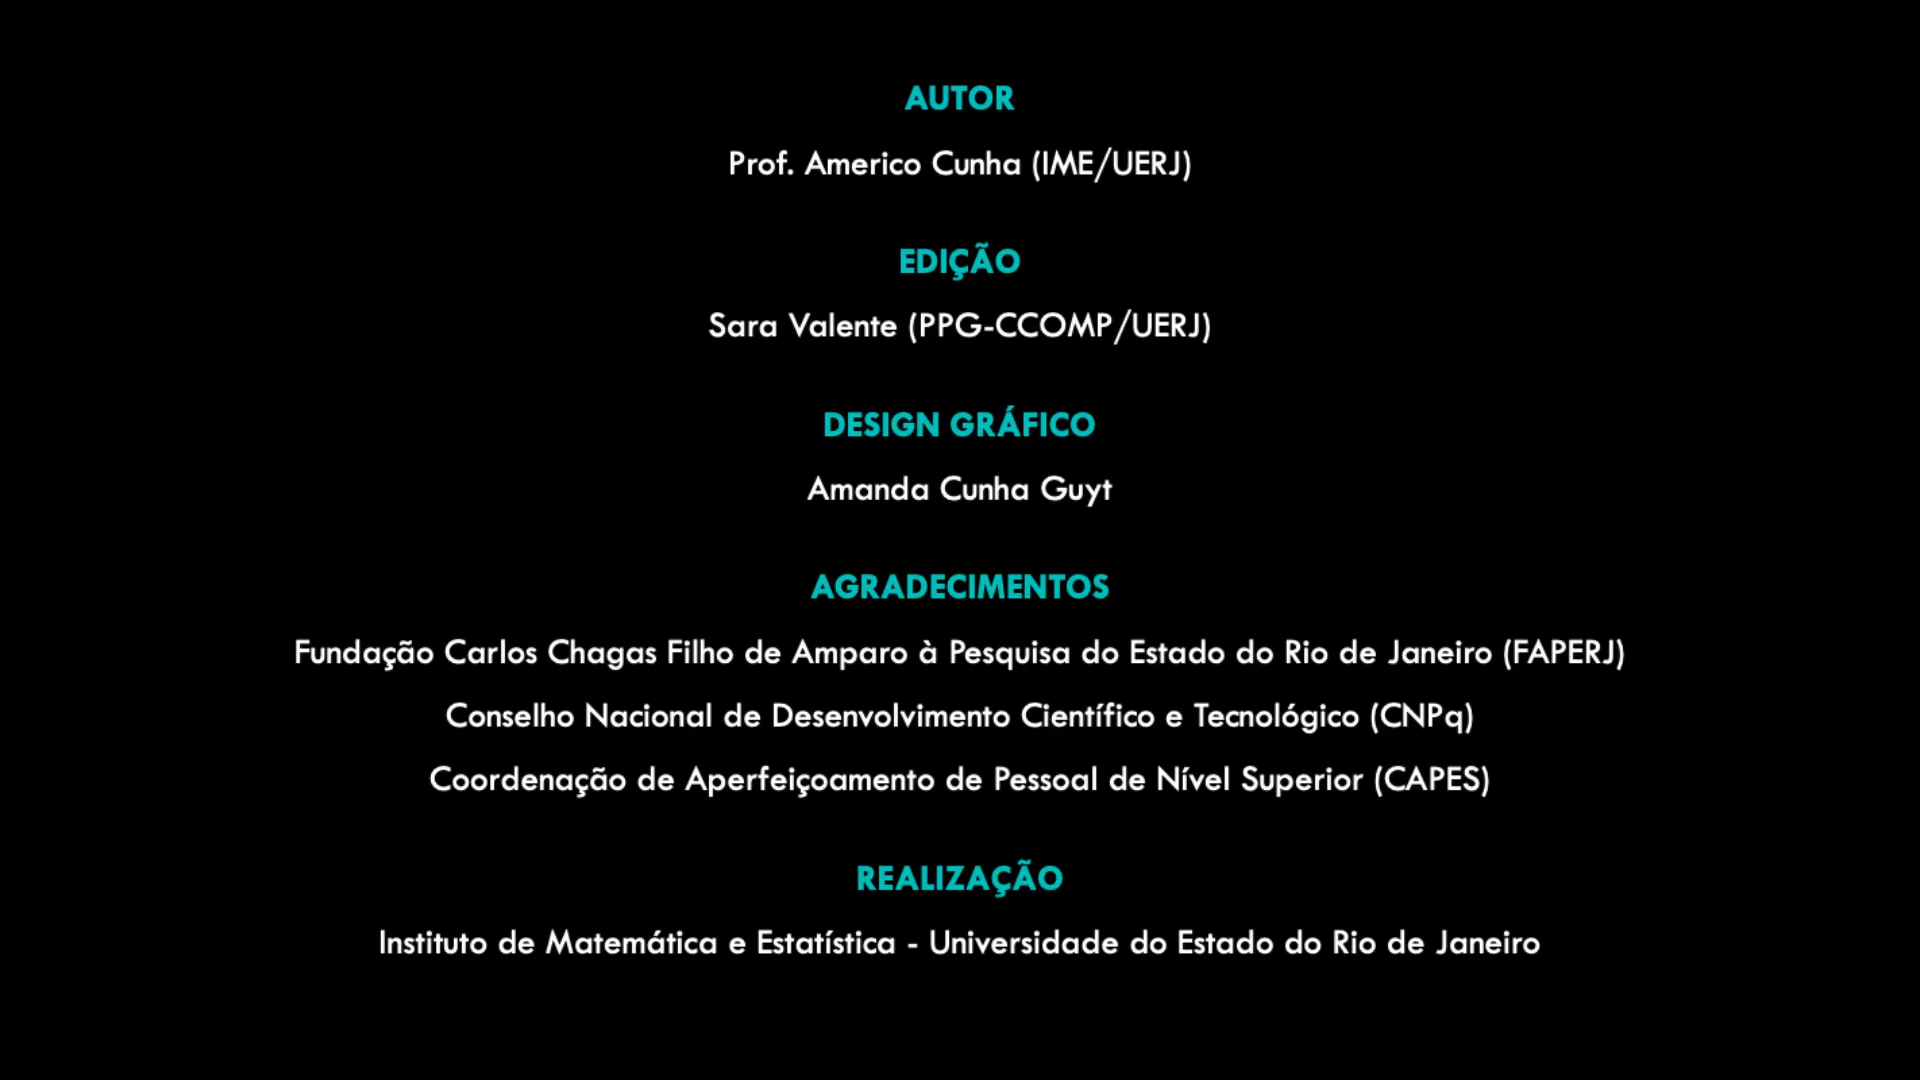 AUTOR
Prof. Americo Cunha (IME/UERJ)
EDIÇÃO
Sara Valente (PPG-CCOMP/UERJ)
DESIGN GRÁFICO
Amanda Cunha Guyt
AGRADECIMENTOS
Fundação Carlos Chagas Filho de Amparo à Pesquisa do Estado do Rio de Janeiro (FAPERJ)
Conselho Nacional de Desenvolvimento Científico e Tecnológico (CNPq)
Coordenação de Aperfeiçoamento de Pessoal de Nível Superior (CAPES)
REALIZAÇÃO
Instituto de Matemática e Estatística - Universidade do Estado do Rio de Janeiro